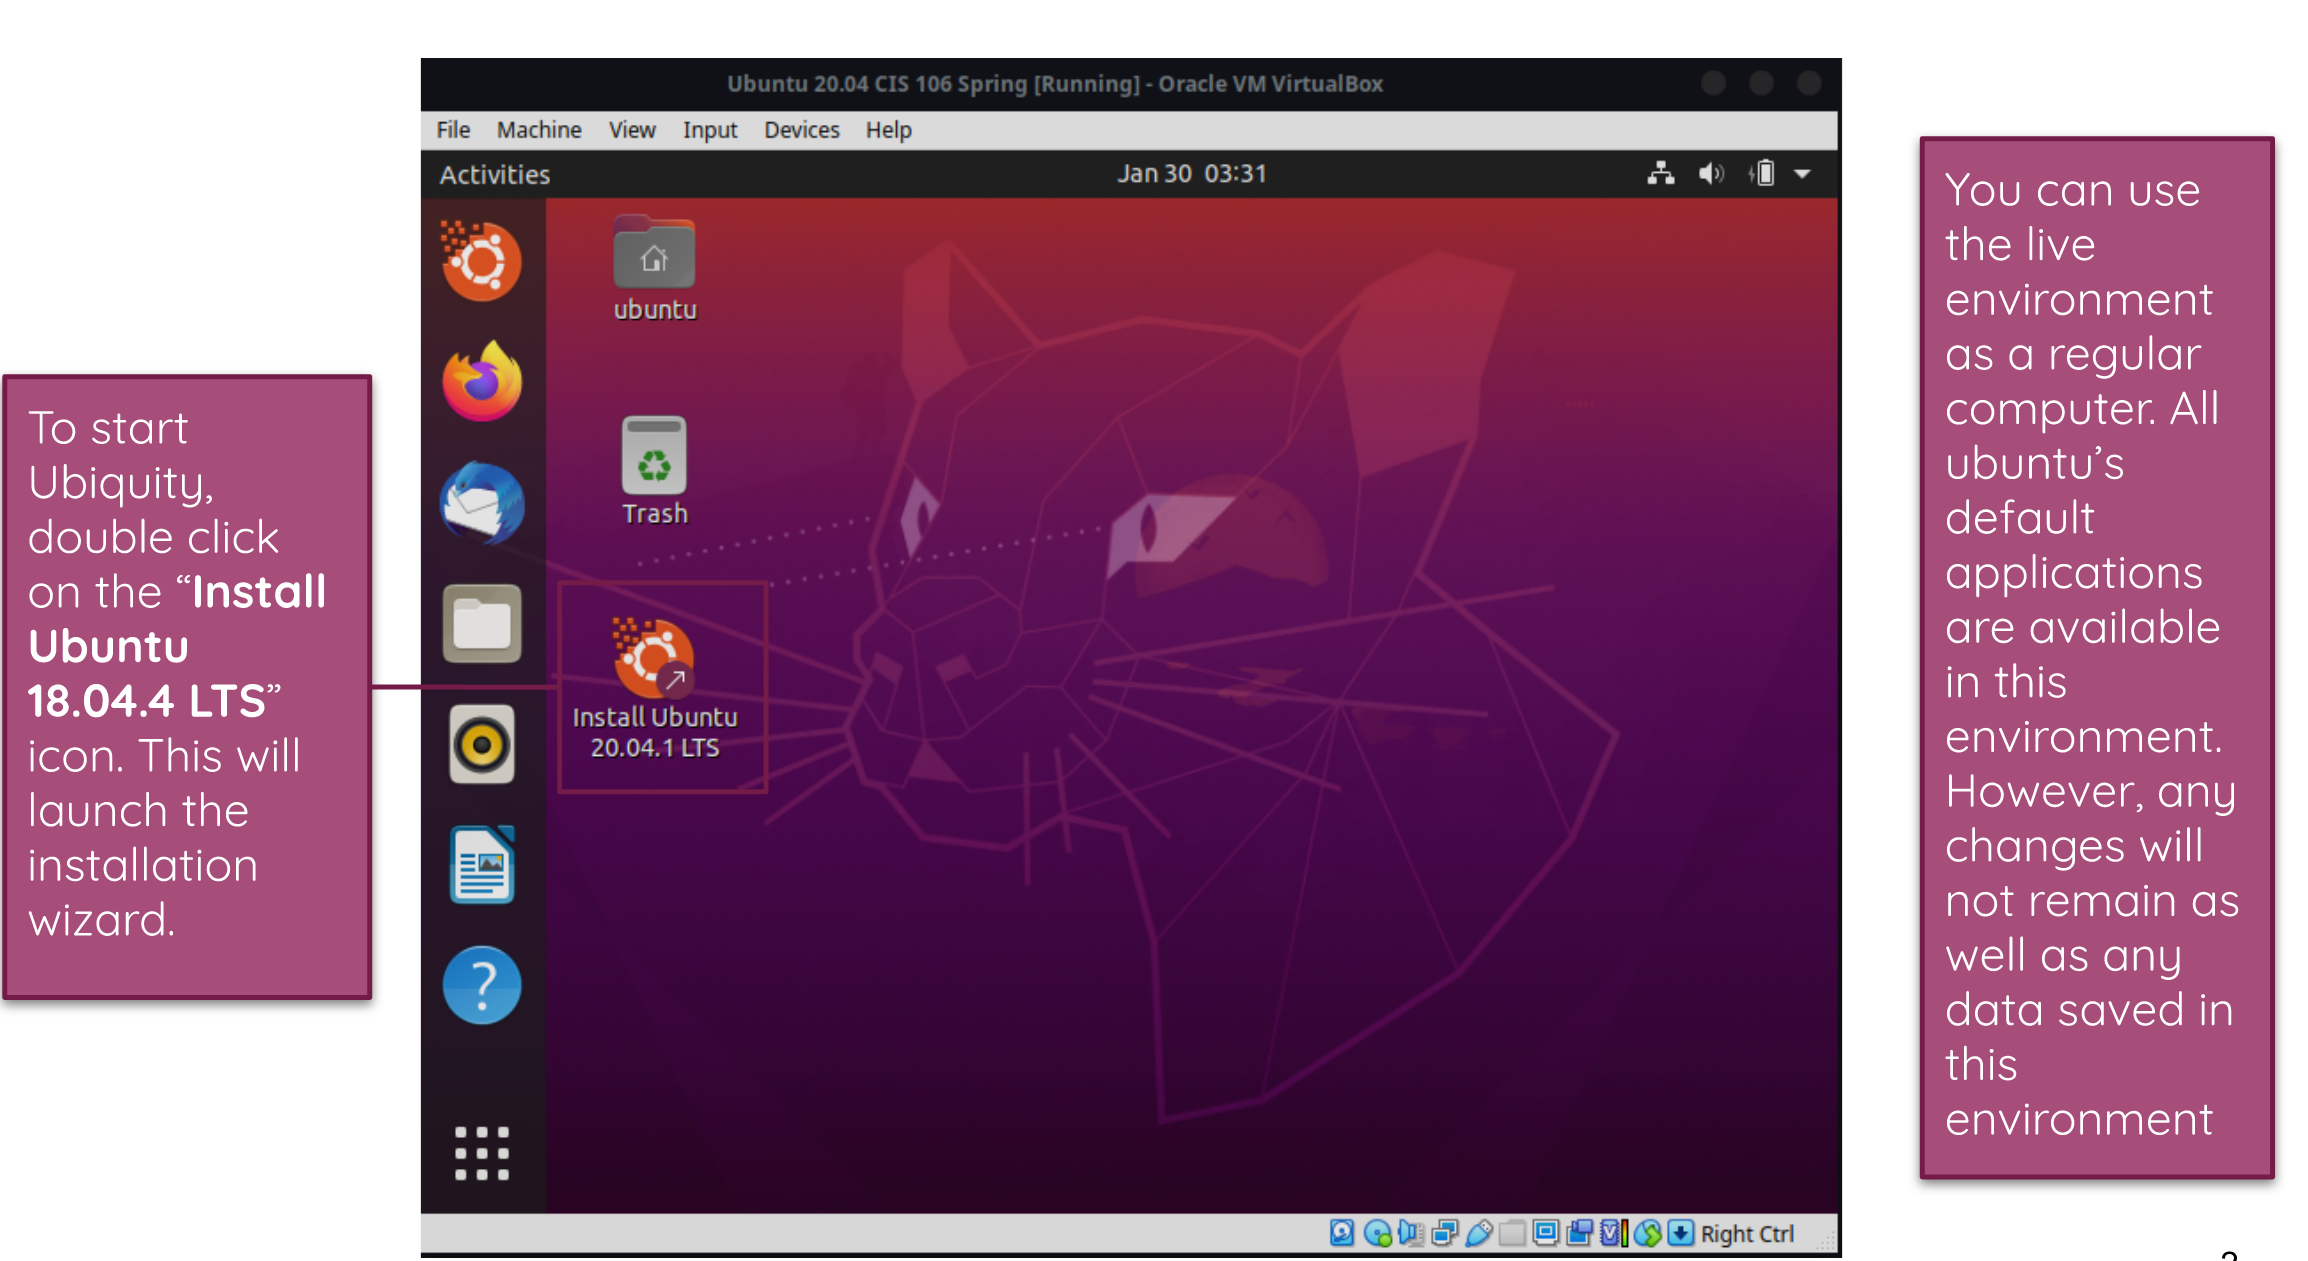 Ubuntu 20.04 CIS 106 Spring [Running] - Oracle VM VirtualBox
File Machine View Input Devices Help
Activities
Jan 30 03:31
ubuntu
Trash
Install Ubuntu
20.04.1 LTS
Right Ctrl
To start
Ubiquity,
double click
on the “Install
Ubuntu
18.04.4 LTS”
icon. This will
launch the
installation
wizard.
You can use
the live
environment
as a regular
computer. All
ubuntu’s
default
applications
are available
in this
environment.
However, any
changes will
not remain as
well as any
data saved in
this
environment